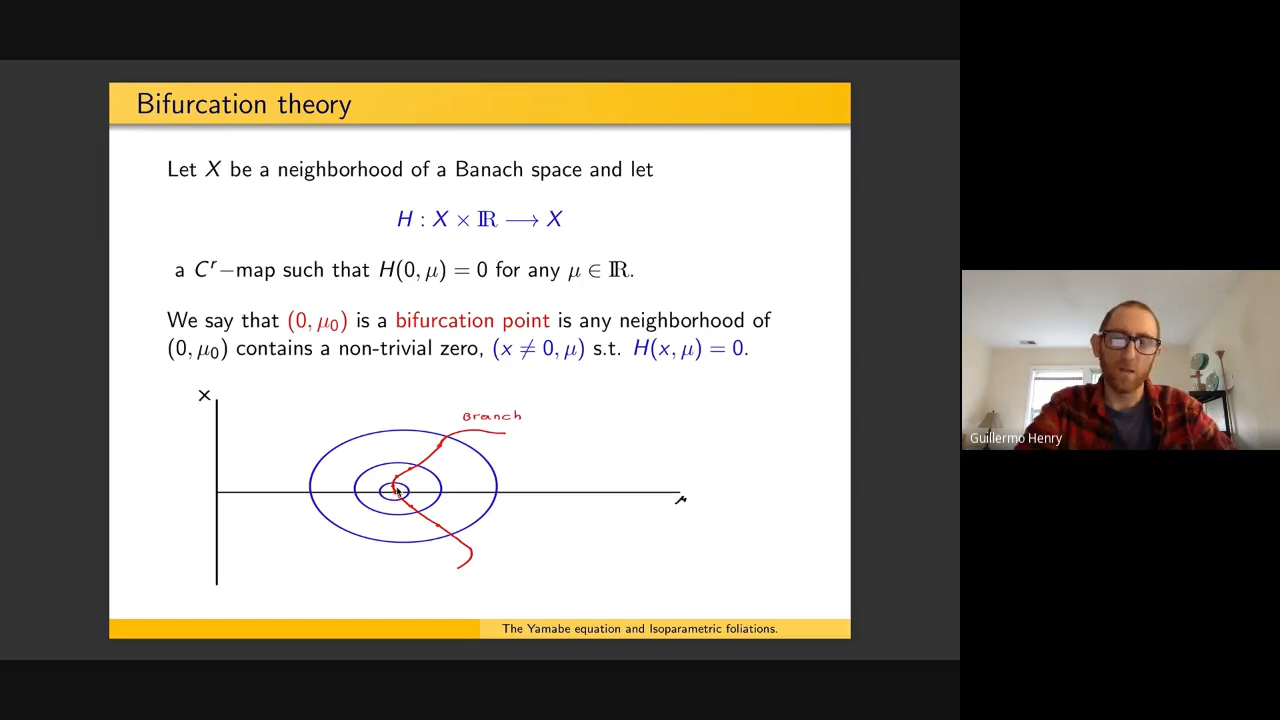 Bifurcation theory
Let X be a neighborhood of a Banach space and let
H : X × ℝ ⟶ X
a Cʳ−map such that H(0, μ) = 0 for any μ ∈ ℝ.
We say that (0, μ₀) is a bifurcation point is any neighborhood of
(0, μ₀) contains a non-trivial zero, (x ≠ 0, μ) s.t. H(x, μ) = 0.
X
Branch
μ
The Yamabe equation and Isoparametric foliations.
Guillermo Henry